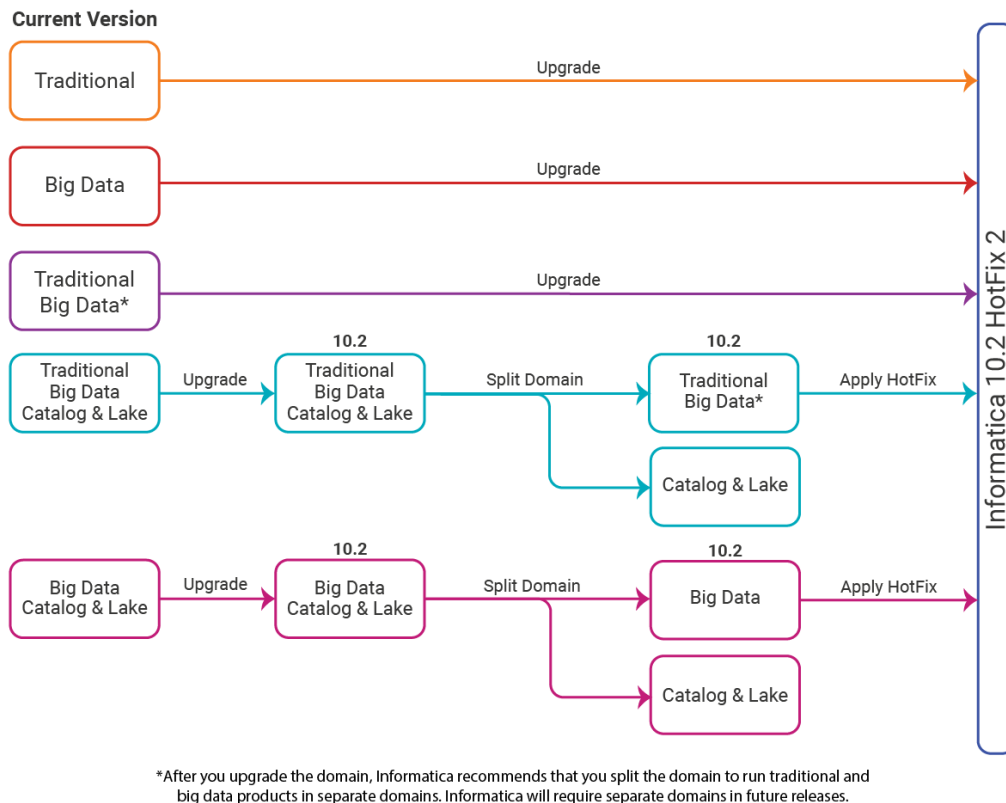 Current Version
Traditional
Upgrade
Big Data
Upgrade
Traditional
Big Data*
Upgrade
Traditional
Big Data
Catalog & Lake
Upgrade
10.2
Traditional
Big Data
Catalog & Lake
Split Domain
10.2
Traditional
Big Data*
Apply HotFix
Catalog & Lake
Big Data
Catalog & Lake
Upgrade
10.2
Big Data
Catalog & Lake
Split Domain
10.2
Big Data
Apply HotFix
Catalog & Lake
Informatica 10.2 HotFix 2
*After you upgrade the domain, Informatica recommends that you split the domain to run traditional and
big data products in separate domains. Informatica will require separate domains in future releases.